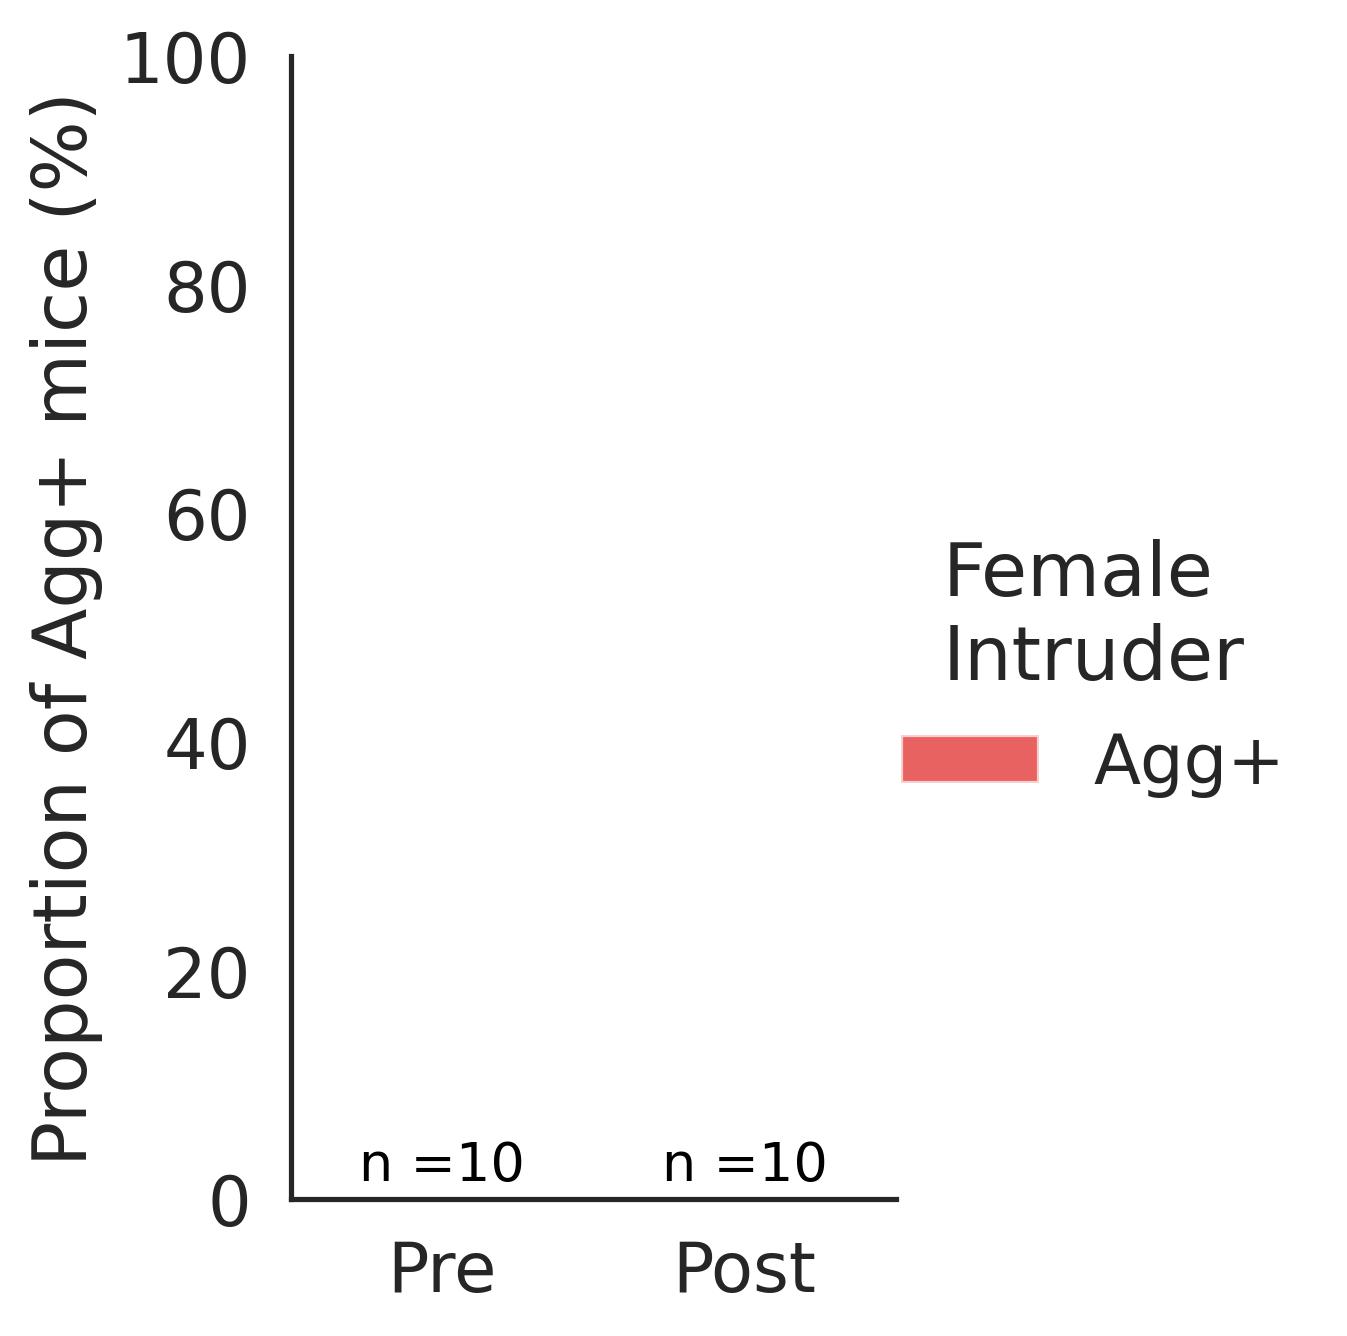 Proportion of Agg+ mice (%)
100
80
60
40
20
0
n =10
n =10
Pre
Post
Female
Intruder
Agg+